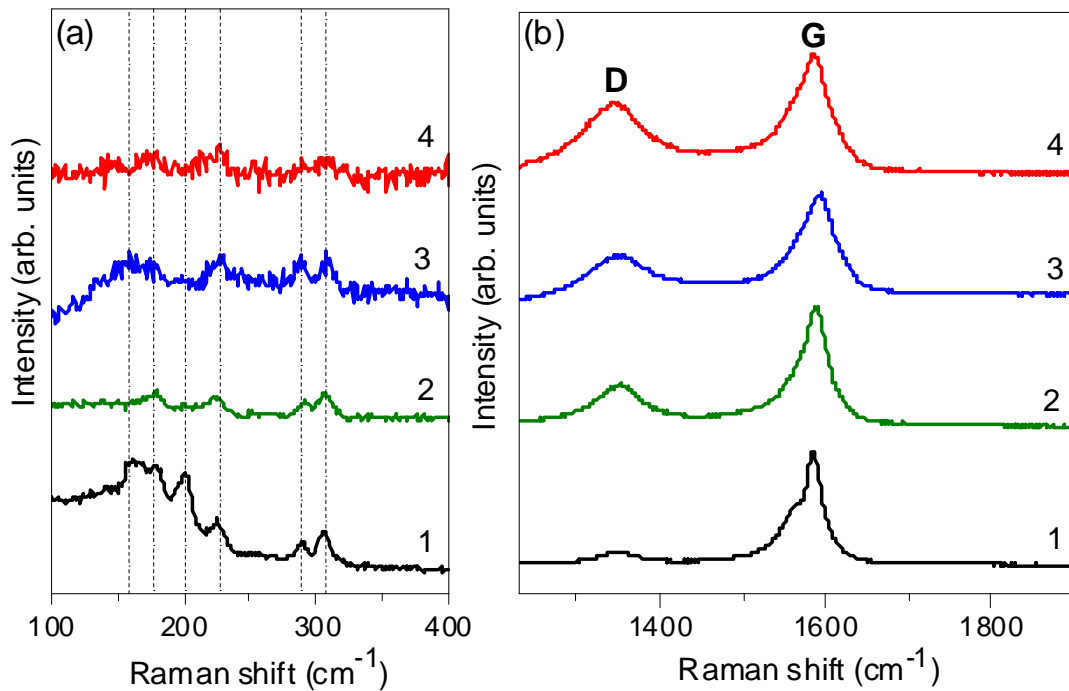 (a)
4
3
2
1
Intensity (arb. units)
100 200 300 400
Raman shift (cm⁻¹)
(b)
D
G
4
3
2
1
Intensity (arb. units)
1400 1600 1800
Raman shift (cm⁻¹)